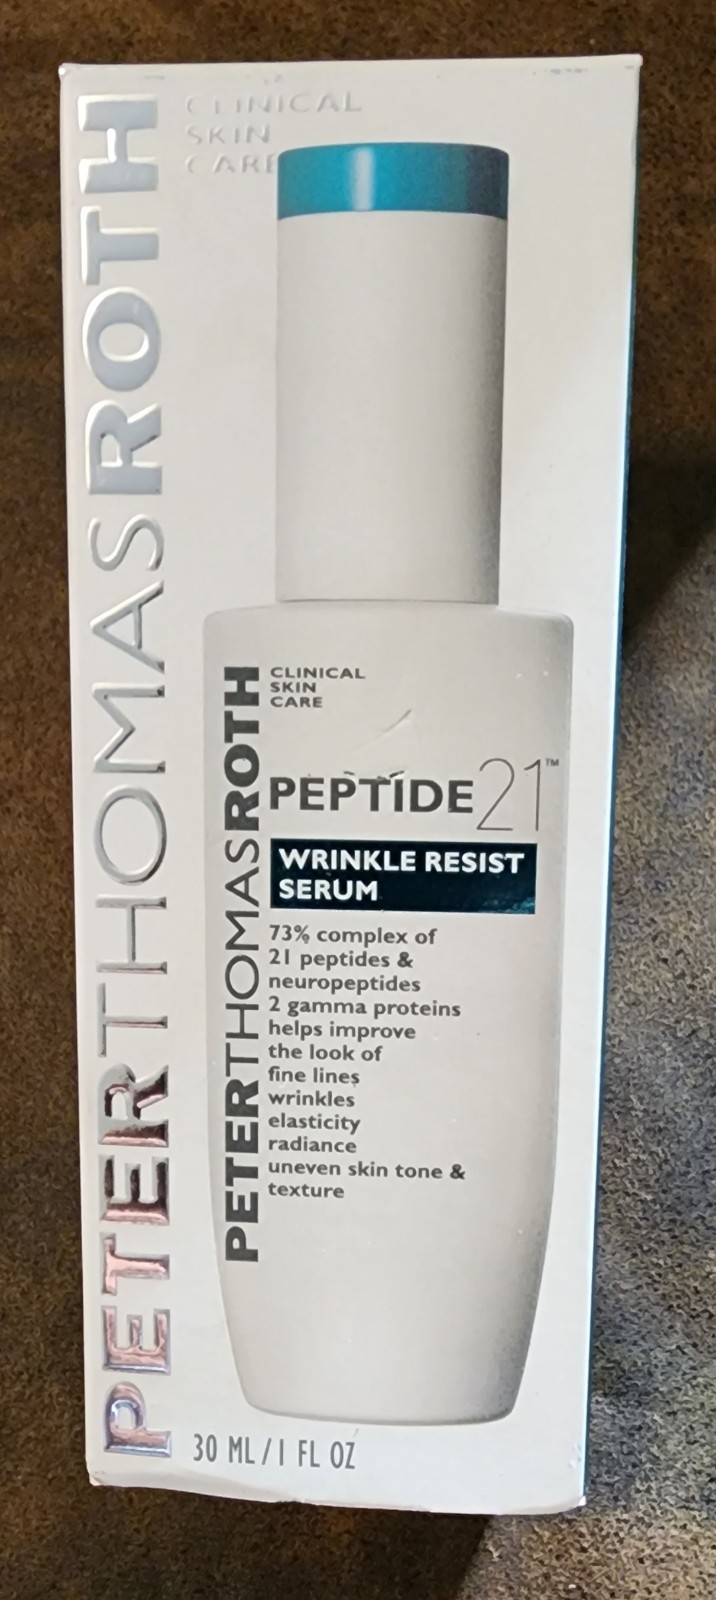 PETERTHOMASROTH
CLINICAL
SKIN
CARE
PETERTHOMASROTH
CLINICAL
SKIN
CARE
PEPTIDE21™
WRINKLE RESIST
SERUM
73% complex of
21 peptides &
neuropeptides
2 gamma proteins
helps improve
the look of
fine lines
wrinkles
elasticity
radiance
uneven skin tone &
texture
30 ML/1 FL OZ